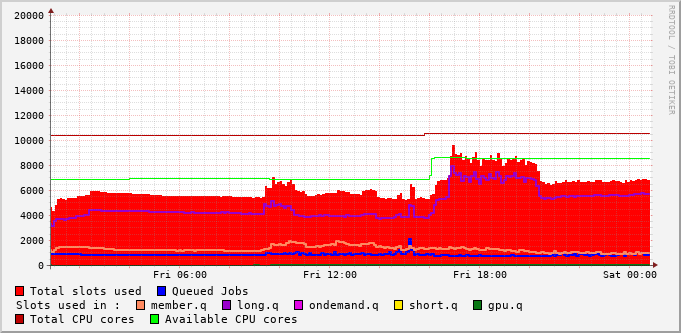 RRDTOOL / TOBI OETIKER
20000
18000
16000
14000
12000
10000
8000
6000
4000
2000
0
Fri 06:00 Fri 12:00 Fri 18:00 Sat 00:00
Total slots used Queued Jobs
Slots used in : member.q long.q ondemand.q short.q gpu.q
Total CPU cores Available CPU cores